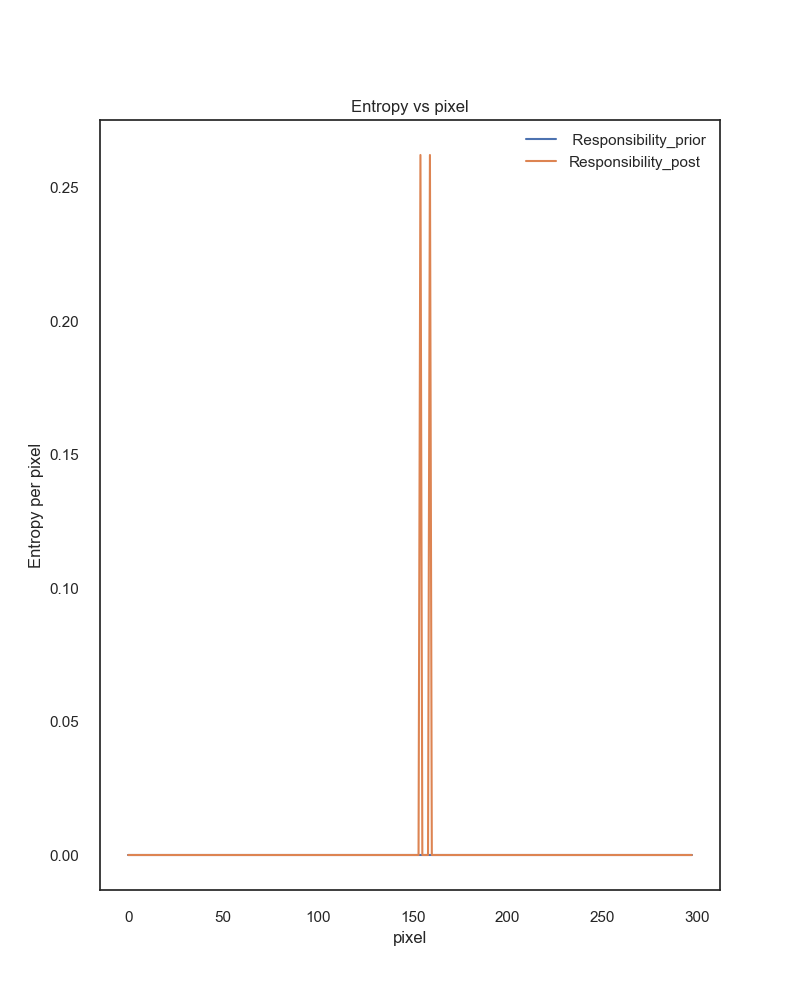 Entropy vs pixel
Responsibility_prior
Responsibility_post
0.25
0.20
0.15
0.10
0.05
0.00
Entropy per pixel
0 50 100 150 200 250 300
pixel